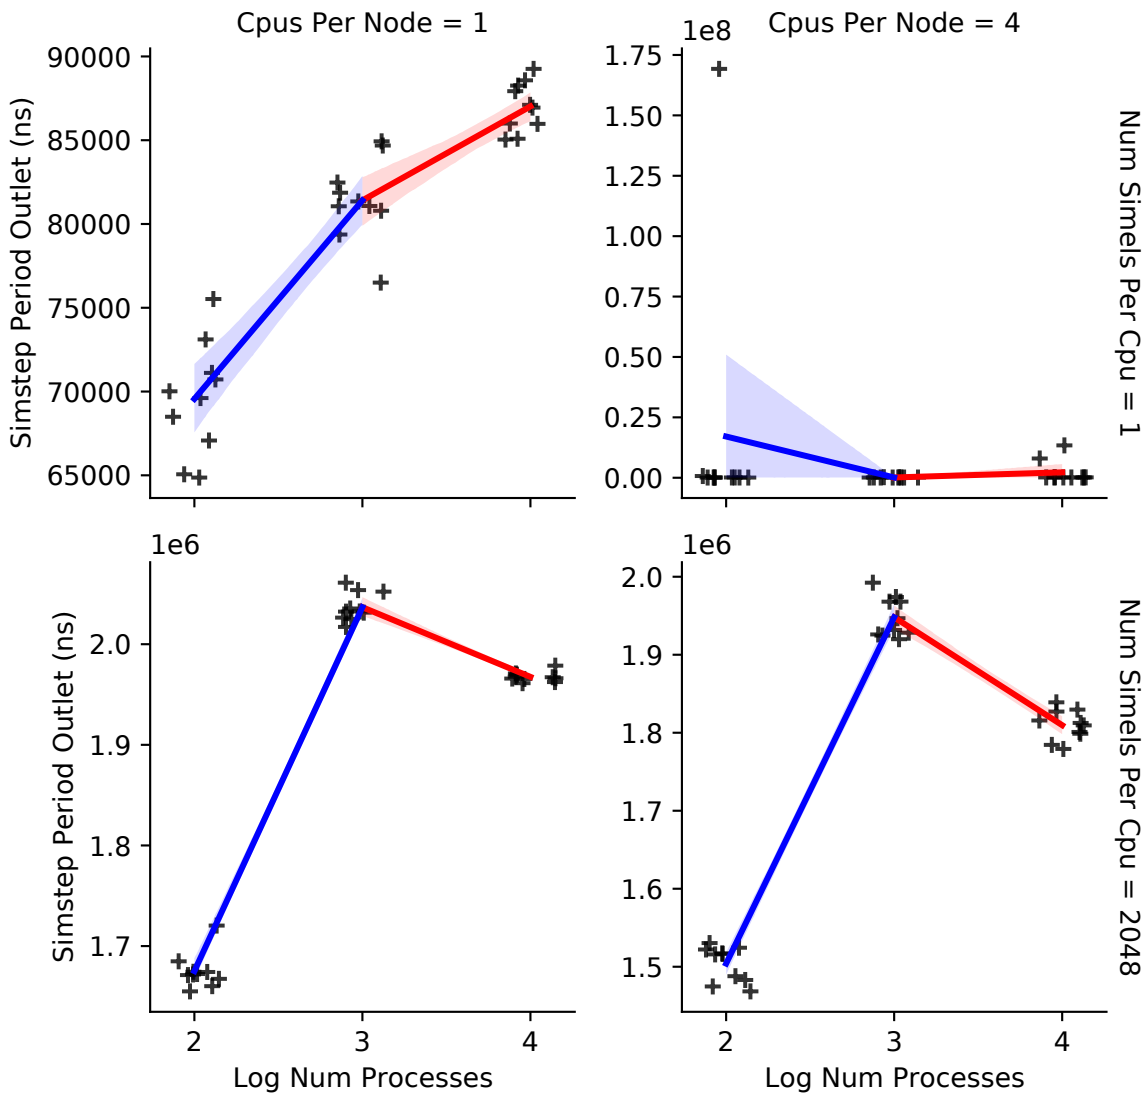 Cpus Per Node = 1
Cpus Per Node = 4
1e8
Simstep Period Outlet (ns)
90000
85000
80000
75000
70000
65000
1.75
1.50
1.25
1.00
0.75
0.50
0.25
0.00
Num Simels Per Cpu = 1
1e6
1e6
Simstep Period Outlet (ns)
2.0
1.9
1.8
1.7
2.0
1.9
1.8
1.7
1.6
1.5
Num Simels Per Cpu = 2048
2 3 4
2 3 4
Log Num Processes
Log Num Processes